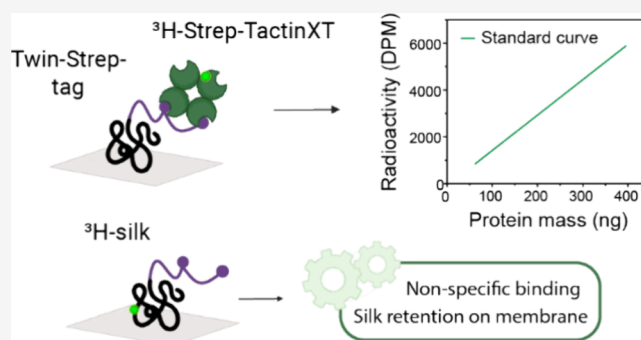 ³H-Strep-TactinXT
Twin-Strep-
tag
Radioactivity (DPM)
6000
4000
2000
0
Standard curve
0 100 200 300 400
Protein mass (ng)
³H-silk
Non-specific binding
Silk retention on membrane